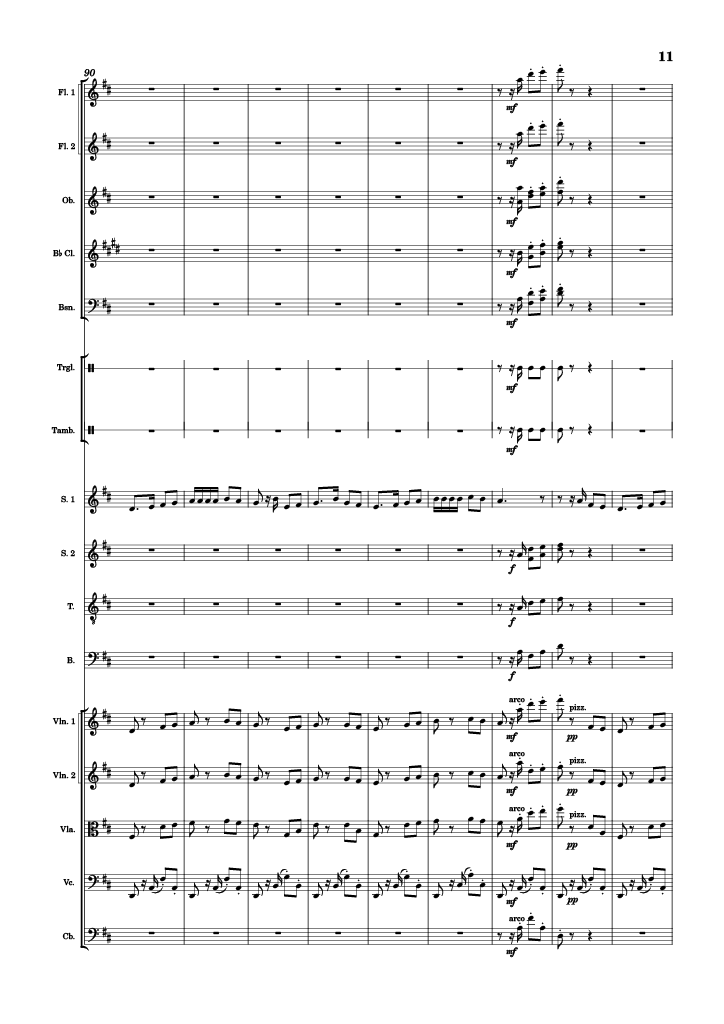 11
90
Fl. 1
mf
Fl. 2
mf
Ob.
mf
B♭ Cl.
mf
Bsn.
mf
Trgl.
mf
Tamb.
mf
S. 1
S. 2
f
T.
f
B.
f
arco
pizz.
Vln. 1
mf
pp
arco
pizz.
Vln. 2
mf
pp
arco
pizz.
Vla.
mf
pp
Vc.
mf
pp
arco
Cb.
mf